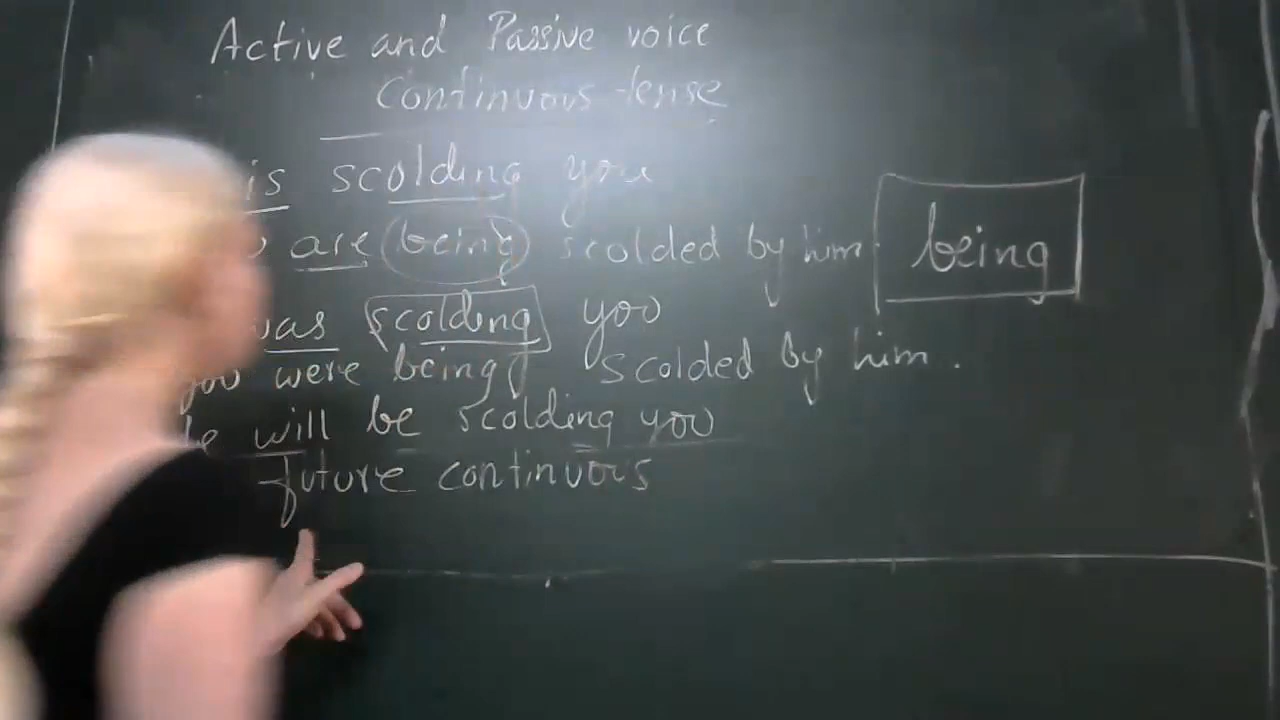 Active and Passive voice
Continuous tense
is scolding you
are being scolded by him
being
was scolding you
you were being scolded by him.
will be scolding you
future continuous